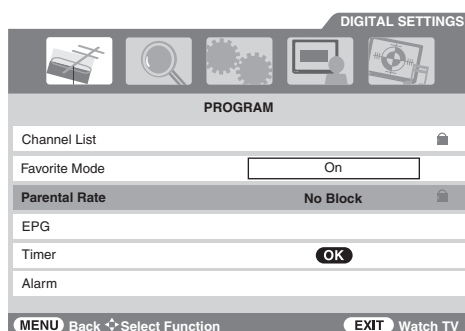 DIGITAL SETTINGS
PROGRAM
Channel List
Favorite Mode On
Parental Rate No Block
EPG
Timer OK
Alarm
MENU Back Select Function EXIT Watch TV